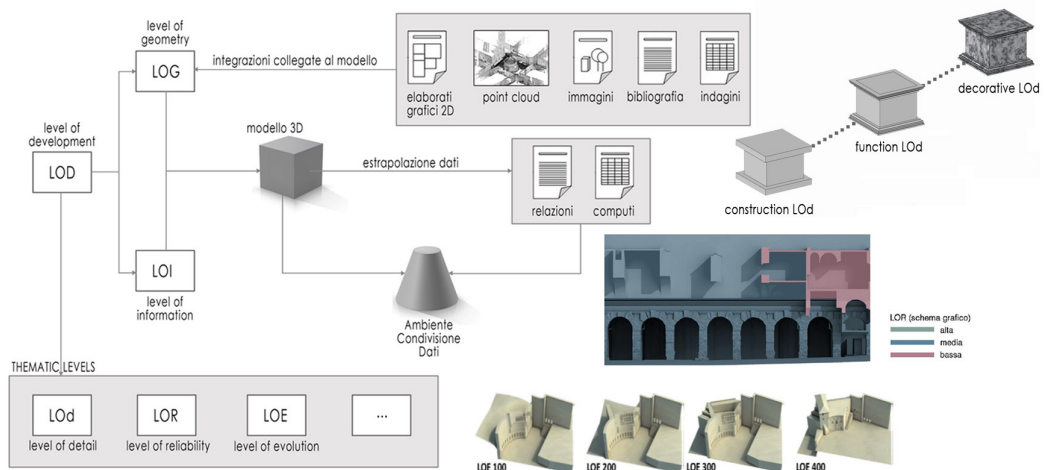 level of
geometry
LOG
integrazioni collegate al modello
elaborati
grafici 2D
point cloud
immagini
bibliografia
indagini
decorative LOd
function LOd
construction LOd
level of
development
LOD
modello 3D
estrapolazione dati
relazioni
computi
LOI
level of
information
Ambiente
Condivisione
Dati
LOR (schema grafico)
alta
media
bassa
THEMATIC LEVELS
LOd
level of detail
LOR
level of reliability
LOE
level of evolution
...
LOE 100
LOE 200
LOE 300
LOE 400